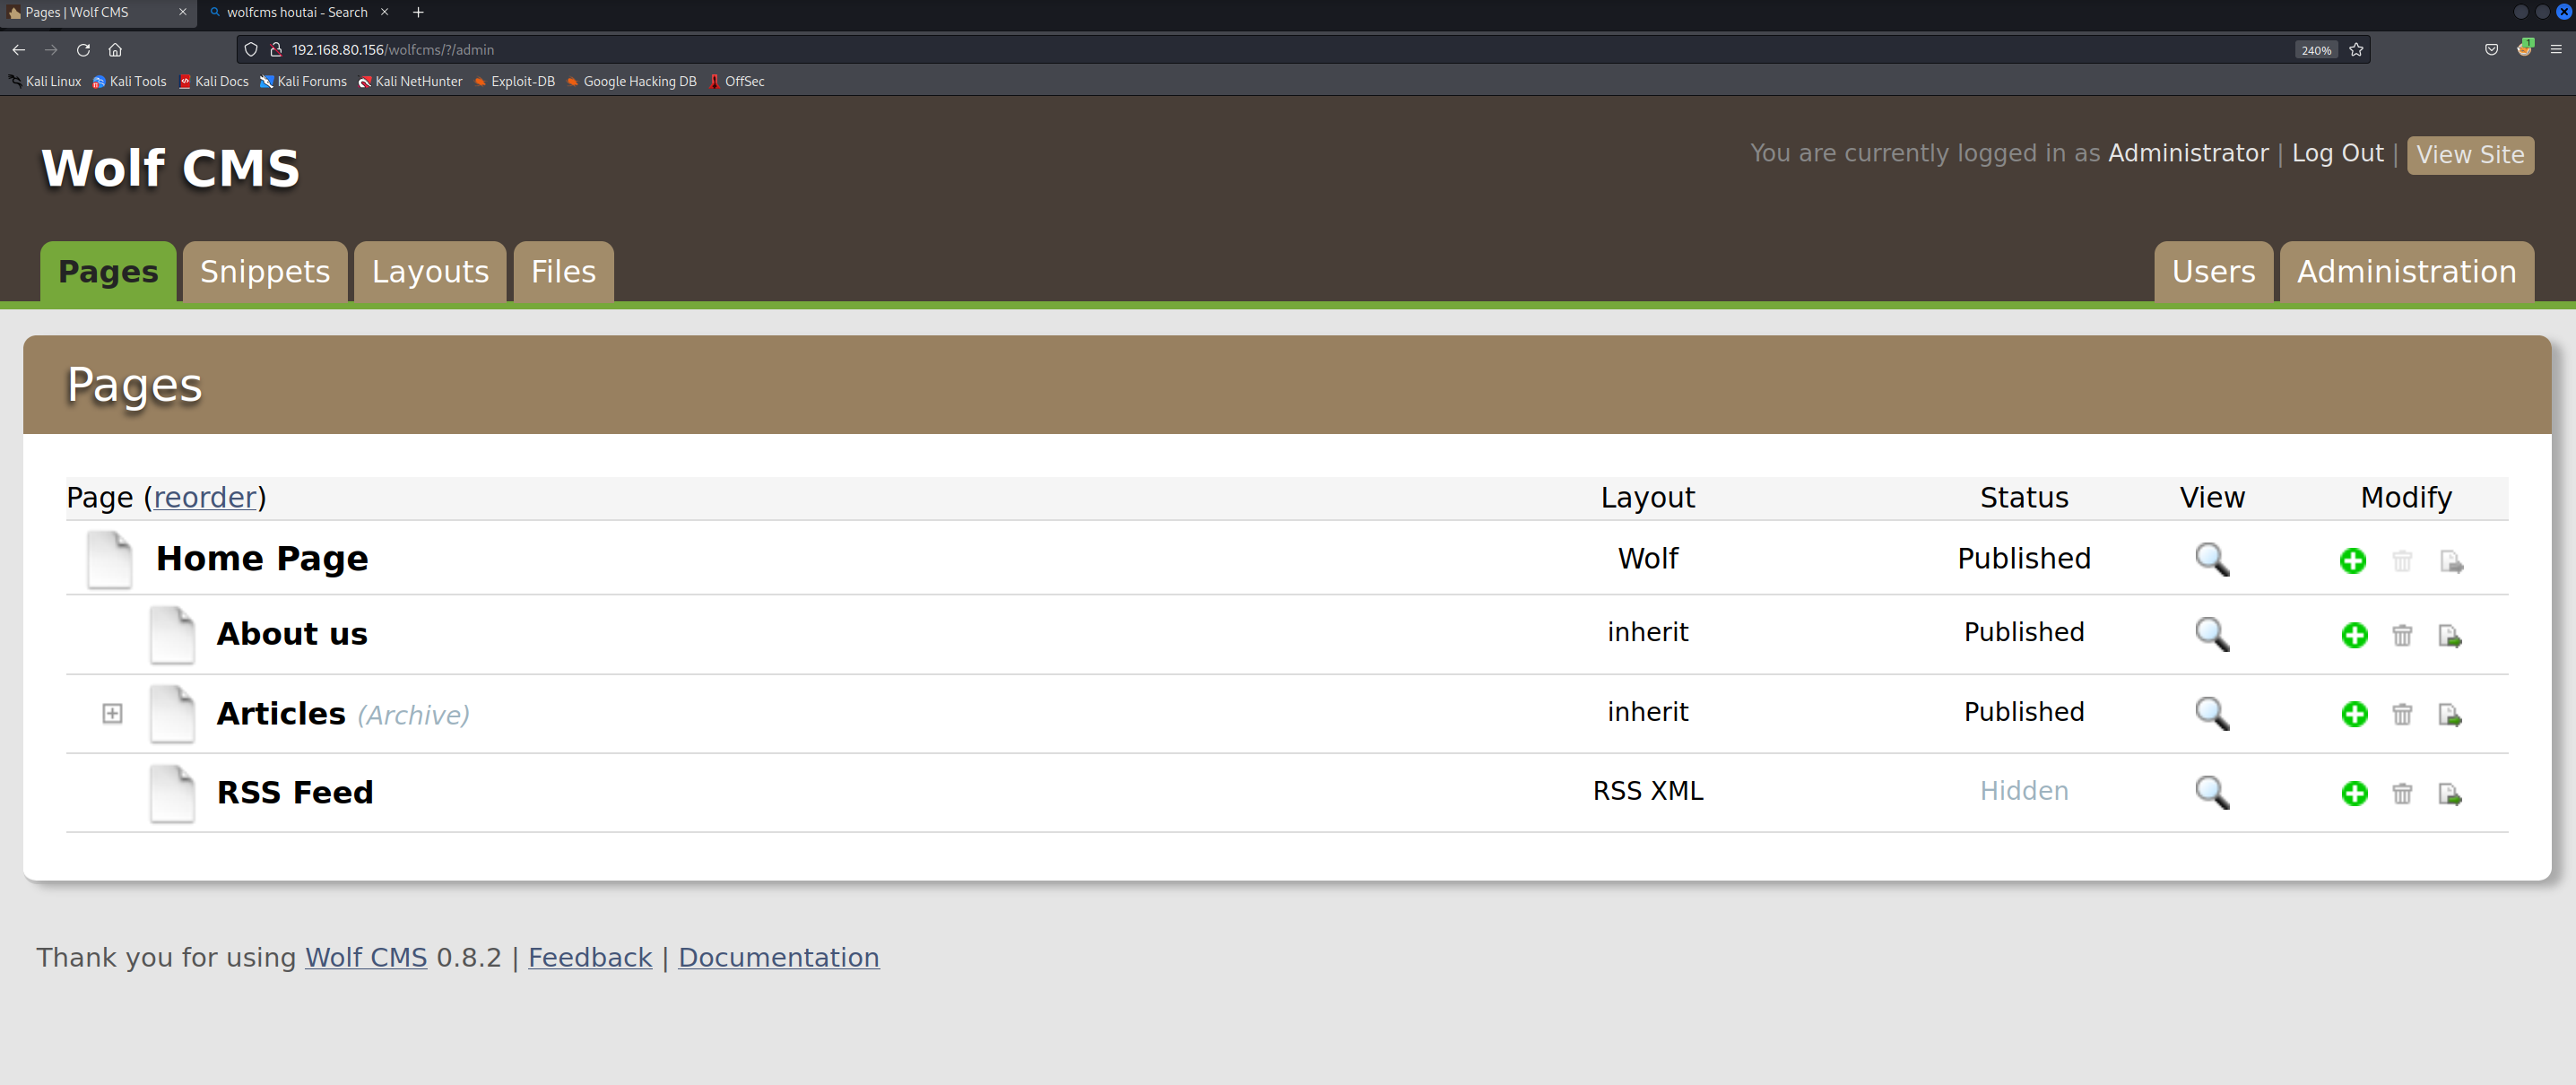 Pages | Wolf CMS
wolfcms houtai - Search
192.168.80.156/wolfcms/?/admin
240%
1
Kali Linux Kali Tools Kali Docs Kali Forums Kali NetHunter Exploit-DB Google Hacking DB OffSec
Wolf CMS
You are currently logged in as Administrator | Log Out | View Site
Pages Snippets Layouts Files Users Administration
Pages
Page (reorder) Layout Status View Modify
Home Page Wolf Published
About us inherit Published
Articles (Archive) inherit Published
RSS Feed RSS XML Hidden
Thank you for using Wolf CMS 0.8.2 | Feedback | Documentation